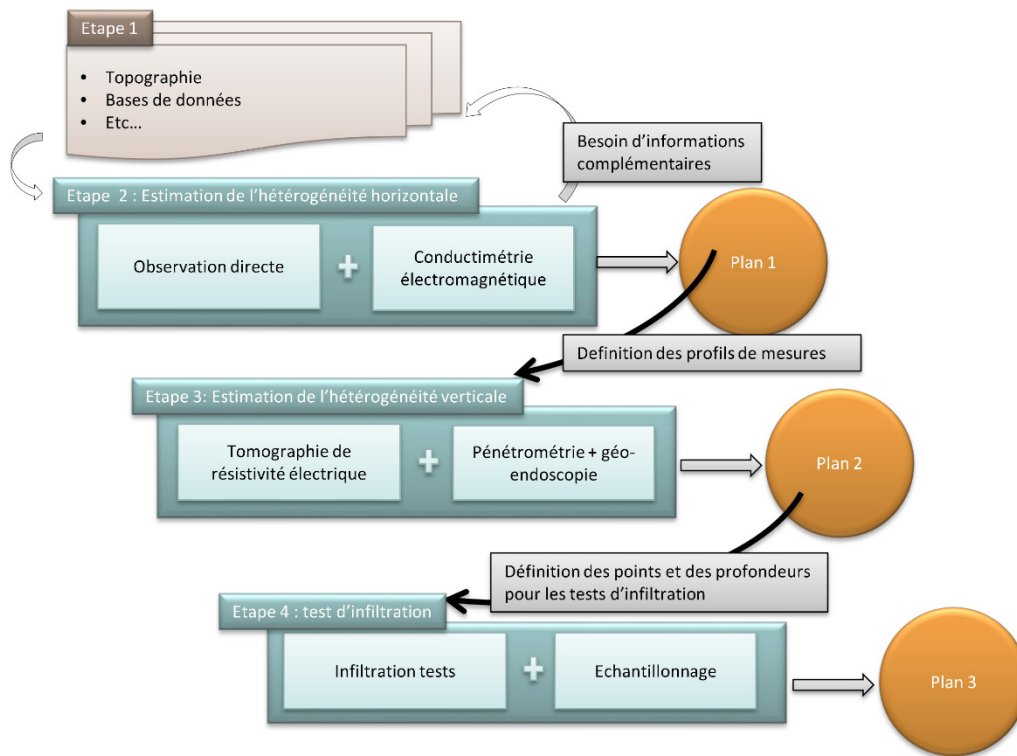 Etape 1
• Topographie
• Bases de données
• Etc...
Besoin d'informations
complémentaires
Etape 2 : Estimation de l'hétérogénéité horizontale
Observation directe
+
Conductimétrie
électromagnétique
Plan 1
Definition des profils de mesures
Etape 3: Estimation de l'hétérogénéité verticale
Tomographie de
résistivité électrique
+
Pénétrométrie + géo-
endoscopie
Plan 2
Définition des points et des profondeurs
pour les tests d'infiltration
Etape 4 : test d'infiltration
Infiltration tests
+
Echantillonnage
Plan 3